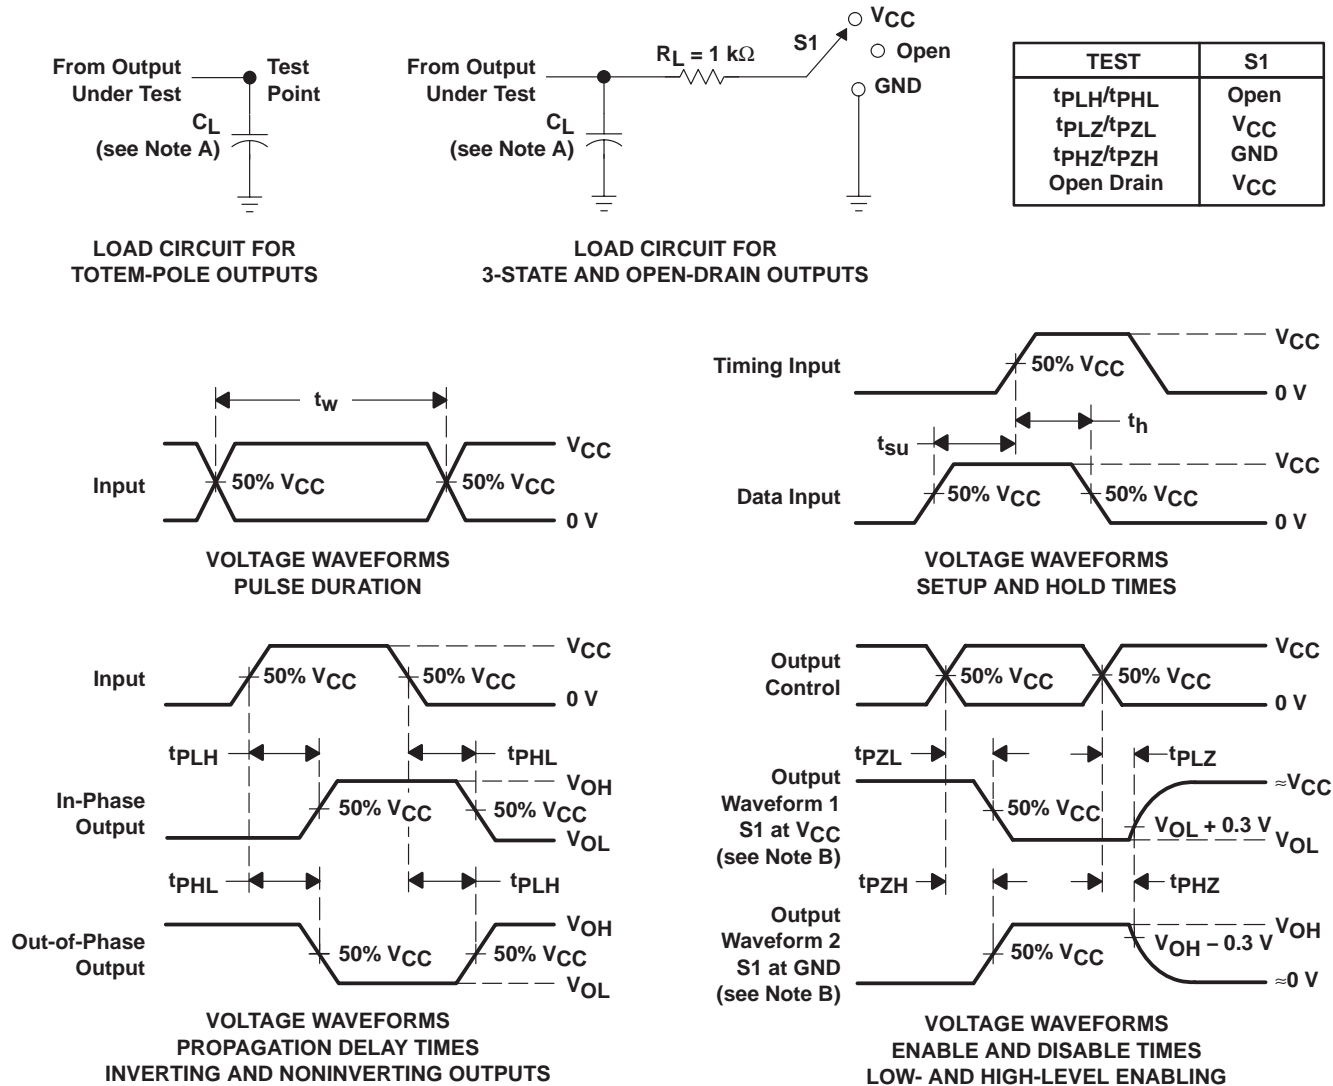 From Output
Under Test
Test
Point
CL
(see Note A)
LOAD CIRCUIT FOR
TOTEM-POLE OUTPUTS
From Output
Under Test
CL
(see Note A)
RL = 1 kΩ
S1
VCC
Open
GND
LOAD CIRCUIT FOR
3-STATE AND OPEN-DRAIN OUTPUTS
TEST S1
tPLH/tPHL Open
tPLZ/tPZL VCC
tPHZ/tPZH GND
Open Drain VCC
tw
Input
50% VCC
50% VCC
VCC
0 V
VOLTAGE WAVEFORMS
PULSE DURATION
Timing Input
50% VCC
VCC
0 V
tsu
th
Data Input
50% VCC
50% VCC
VCC
0 V
VOLTAGE WAVEFORMS
SETUP AND HOLD TIMES
Input
50% VCC
50% VCC
VCC
0 V
tPLH
tPHL
In-Phase
Output
50% VCC
50% VCC
VOH
VOL
tPHL
tPLH
Out-of-Phase
Output
50% VCC
50% VCC
VOH
VOL
VOLTAGE WAVEFORMS
PROPAGATION DELAY TIMES
INVERTING AND NONINVERTING OUTPUTS
Output
Control
50% VCC
50% VCC
VCC
0 V
tPZL
tPLZ
Output
Waveform 1
S1 at VCC
(see Note B)
50% VCC
≈VCC
VOL + 0.3 V
VOL
tPZH
tPHZ
Output
Waveform 2
S1 at GND
(see Note B)
50% VCC
VOH
VOH − 0.3 V
≈0 V
VOLTAGE WAVEFORMS
ENABLE AND DISABLE TIMES
LOW- AND HIGH-LEVEL ENABLING